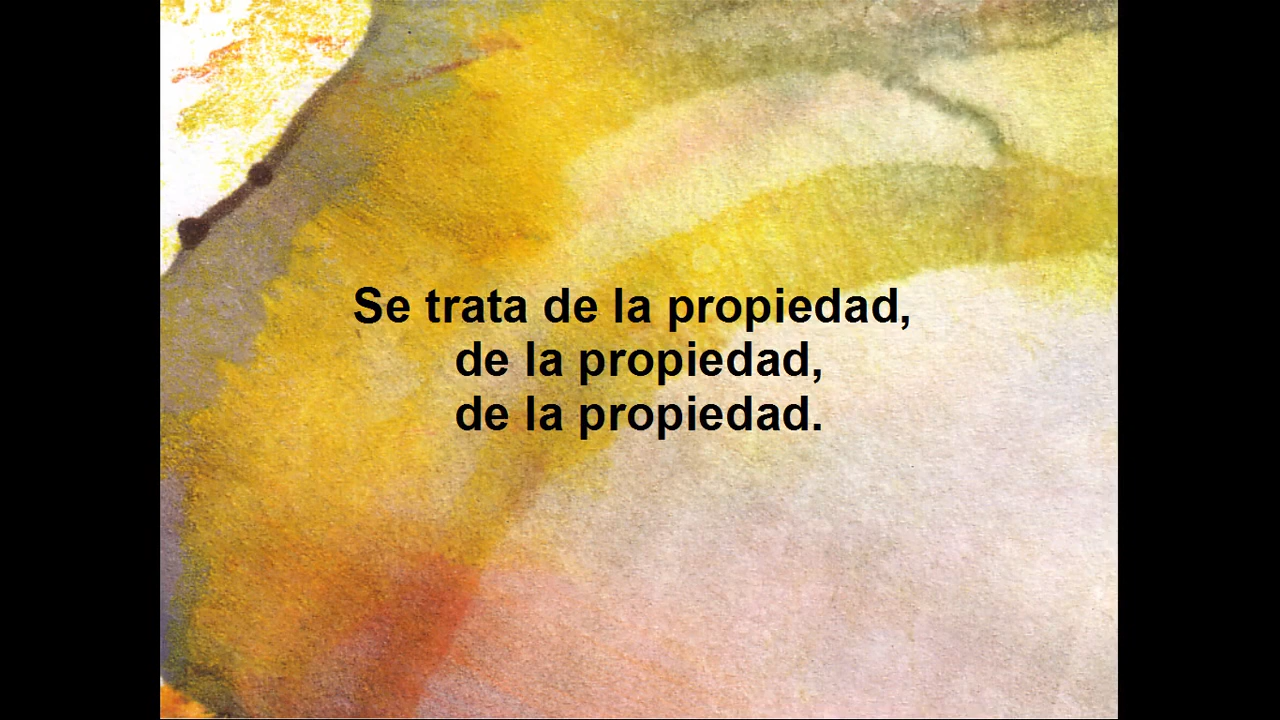 Se trata de la propiedad,
de la propiedad,
de la propiedad.